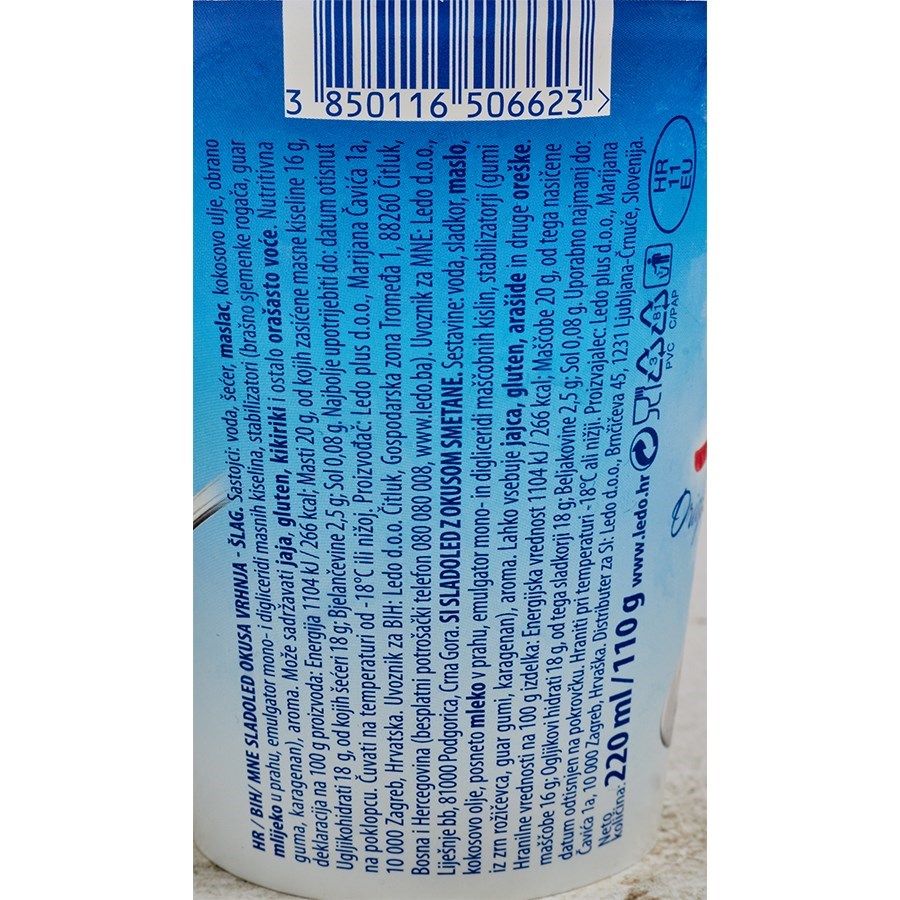 3 850116 506623 >
HR / BIH/ MNE SLADOLED OKUSA VRHNJA - ŠLAG. Sastojci: voda, šećer, maslac, kokosovo ulje, obrano
mlijeko u prahu, emulgator mono- i digliceridi masnih kiselina, stabilizatori (brašno sjemenke rogača, guar
guma, karagenan), aroma. Može sadržavati jaja, gluten, kikiriki i ostalo orašasto voće. Nutritivna
deklaracija na 100 g proizvoda: Energija 1104 kJ / 266 kcal; Masti 20 g, od kojih zasićene masne kiseline 16 g,
Ugljikohidrati 18 g, od kojih šećeri 18 g; Bjelančevine 2,5 g; Sol 0,08 g. Najbolje upotrijebiti do: datum otisnut
na poklopcu. Čuvati na temperaturi od -18°C ili nižoj. Proizvođač: Ledo plus d.o.o., Marijana Čavića 1a,
10 000 Zagreb, Hrvatska. Uvoznik za BIH: Ledo d.o.o. Čitluk, Gospodarska zona Tromeđa 1, 88260 Čitluk,
Bosna i Hercegovina (besplatni potrošački telefon 080 080 008, www.ledo.ba). Uvoznik za MNE: Ledo d.o.o.,
Liješnje bb, 81000 Podgorica, Crna Gora. SI SLADOLED Z OKUSOM SMETANE. Sestavine: voda, sladkor, maslo,
kokosovo olje, posneto mleko v prahu, emulgator mono- in digliceridi maščobnih kislin, stabilizatorji (gumi
iz zrn rožičevca, guar gumi, karagenan), aroma. Lahko vsebuje jajca, gluten, arašide in druge oreške.
Hranilne vrednosti na 100 g izdelka: Energijska vrednost 1104 kJ / 266 kcal; Maščobe 20 g, od tega nasičene
maščobe 16 g; Ogljikovi hidrati 18 g, od tega sladkorji 18 g; Beljakovine 2,5 g; Sol 0,08 g. Uporabno najmanj do:
datum odtisnjen na pokrovčku. Hraniti pri temperaturi -18°C ali nižji. Proizvajalec: Ledo plus d.o.o., Marijana
Čavića 1a, 10 000 Zagreb, Hrvaška. Distributer za SI: Ledo d.o.o., Brnčičeva 45, 1231 Ljubljana-Črnuče, Slovenija.
Neto
količina: 220 ml / 110 g www.ledo.hr
3
PVC
81
C/PAP
HR
11
EU